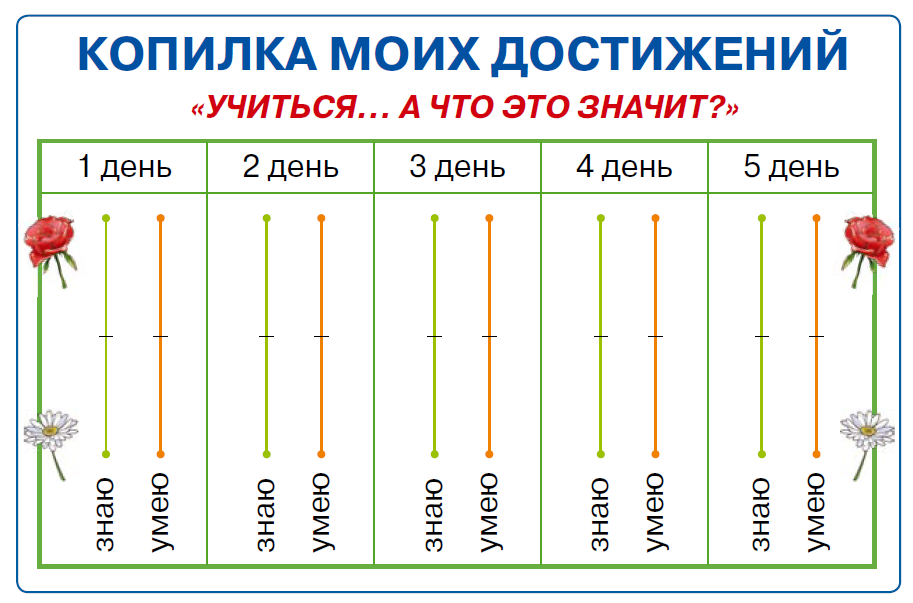 КОПИЛКА МОИХ ДОСТИЖЕНИЙ
«УЧИТЬСЯ... А ЧТО ЭТО ЗНАЧИТ?»
1 день 2 день 3 день 4 день 5 день
знаю умею знаю умею знаю умею знаю умею знаю умею